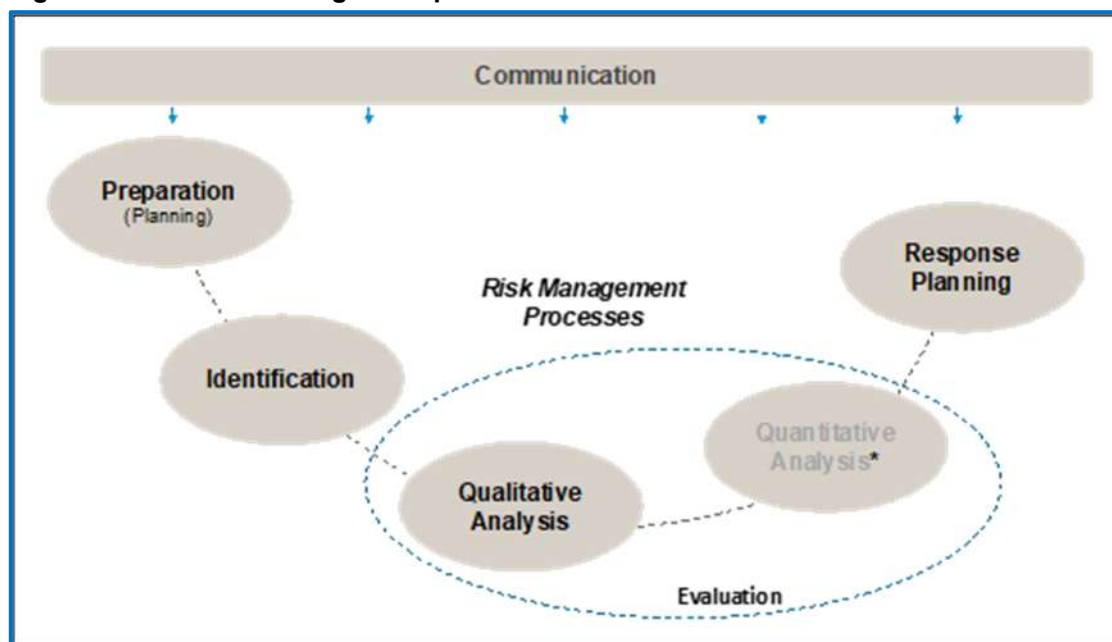 Communication
Preparation
(Planning)
Response
Planning
Risk Management
Processes
Identification
Quantitative
Analysis*
Qualitative
Analysis
Evaluation